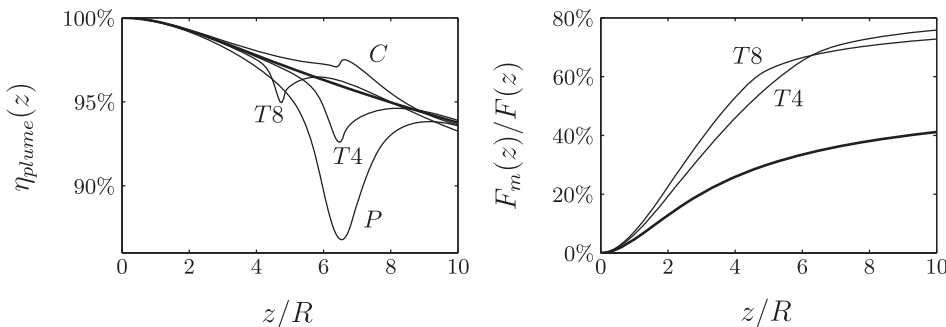 100%
95%
90%
η_plume(z)
C
T8
T4
P
0 2 4 6 8 10
z/R
80%
60%
40%
20%
0%
F_m(z)/F(z)
T8
T4
0 2 4 6 8 10
z/R